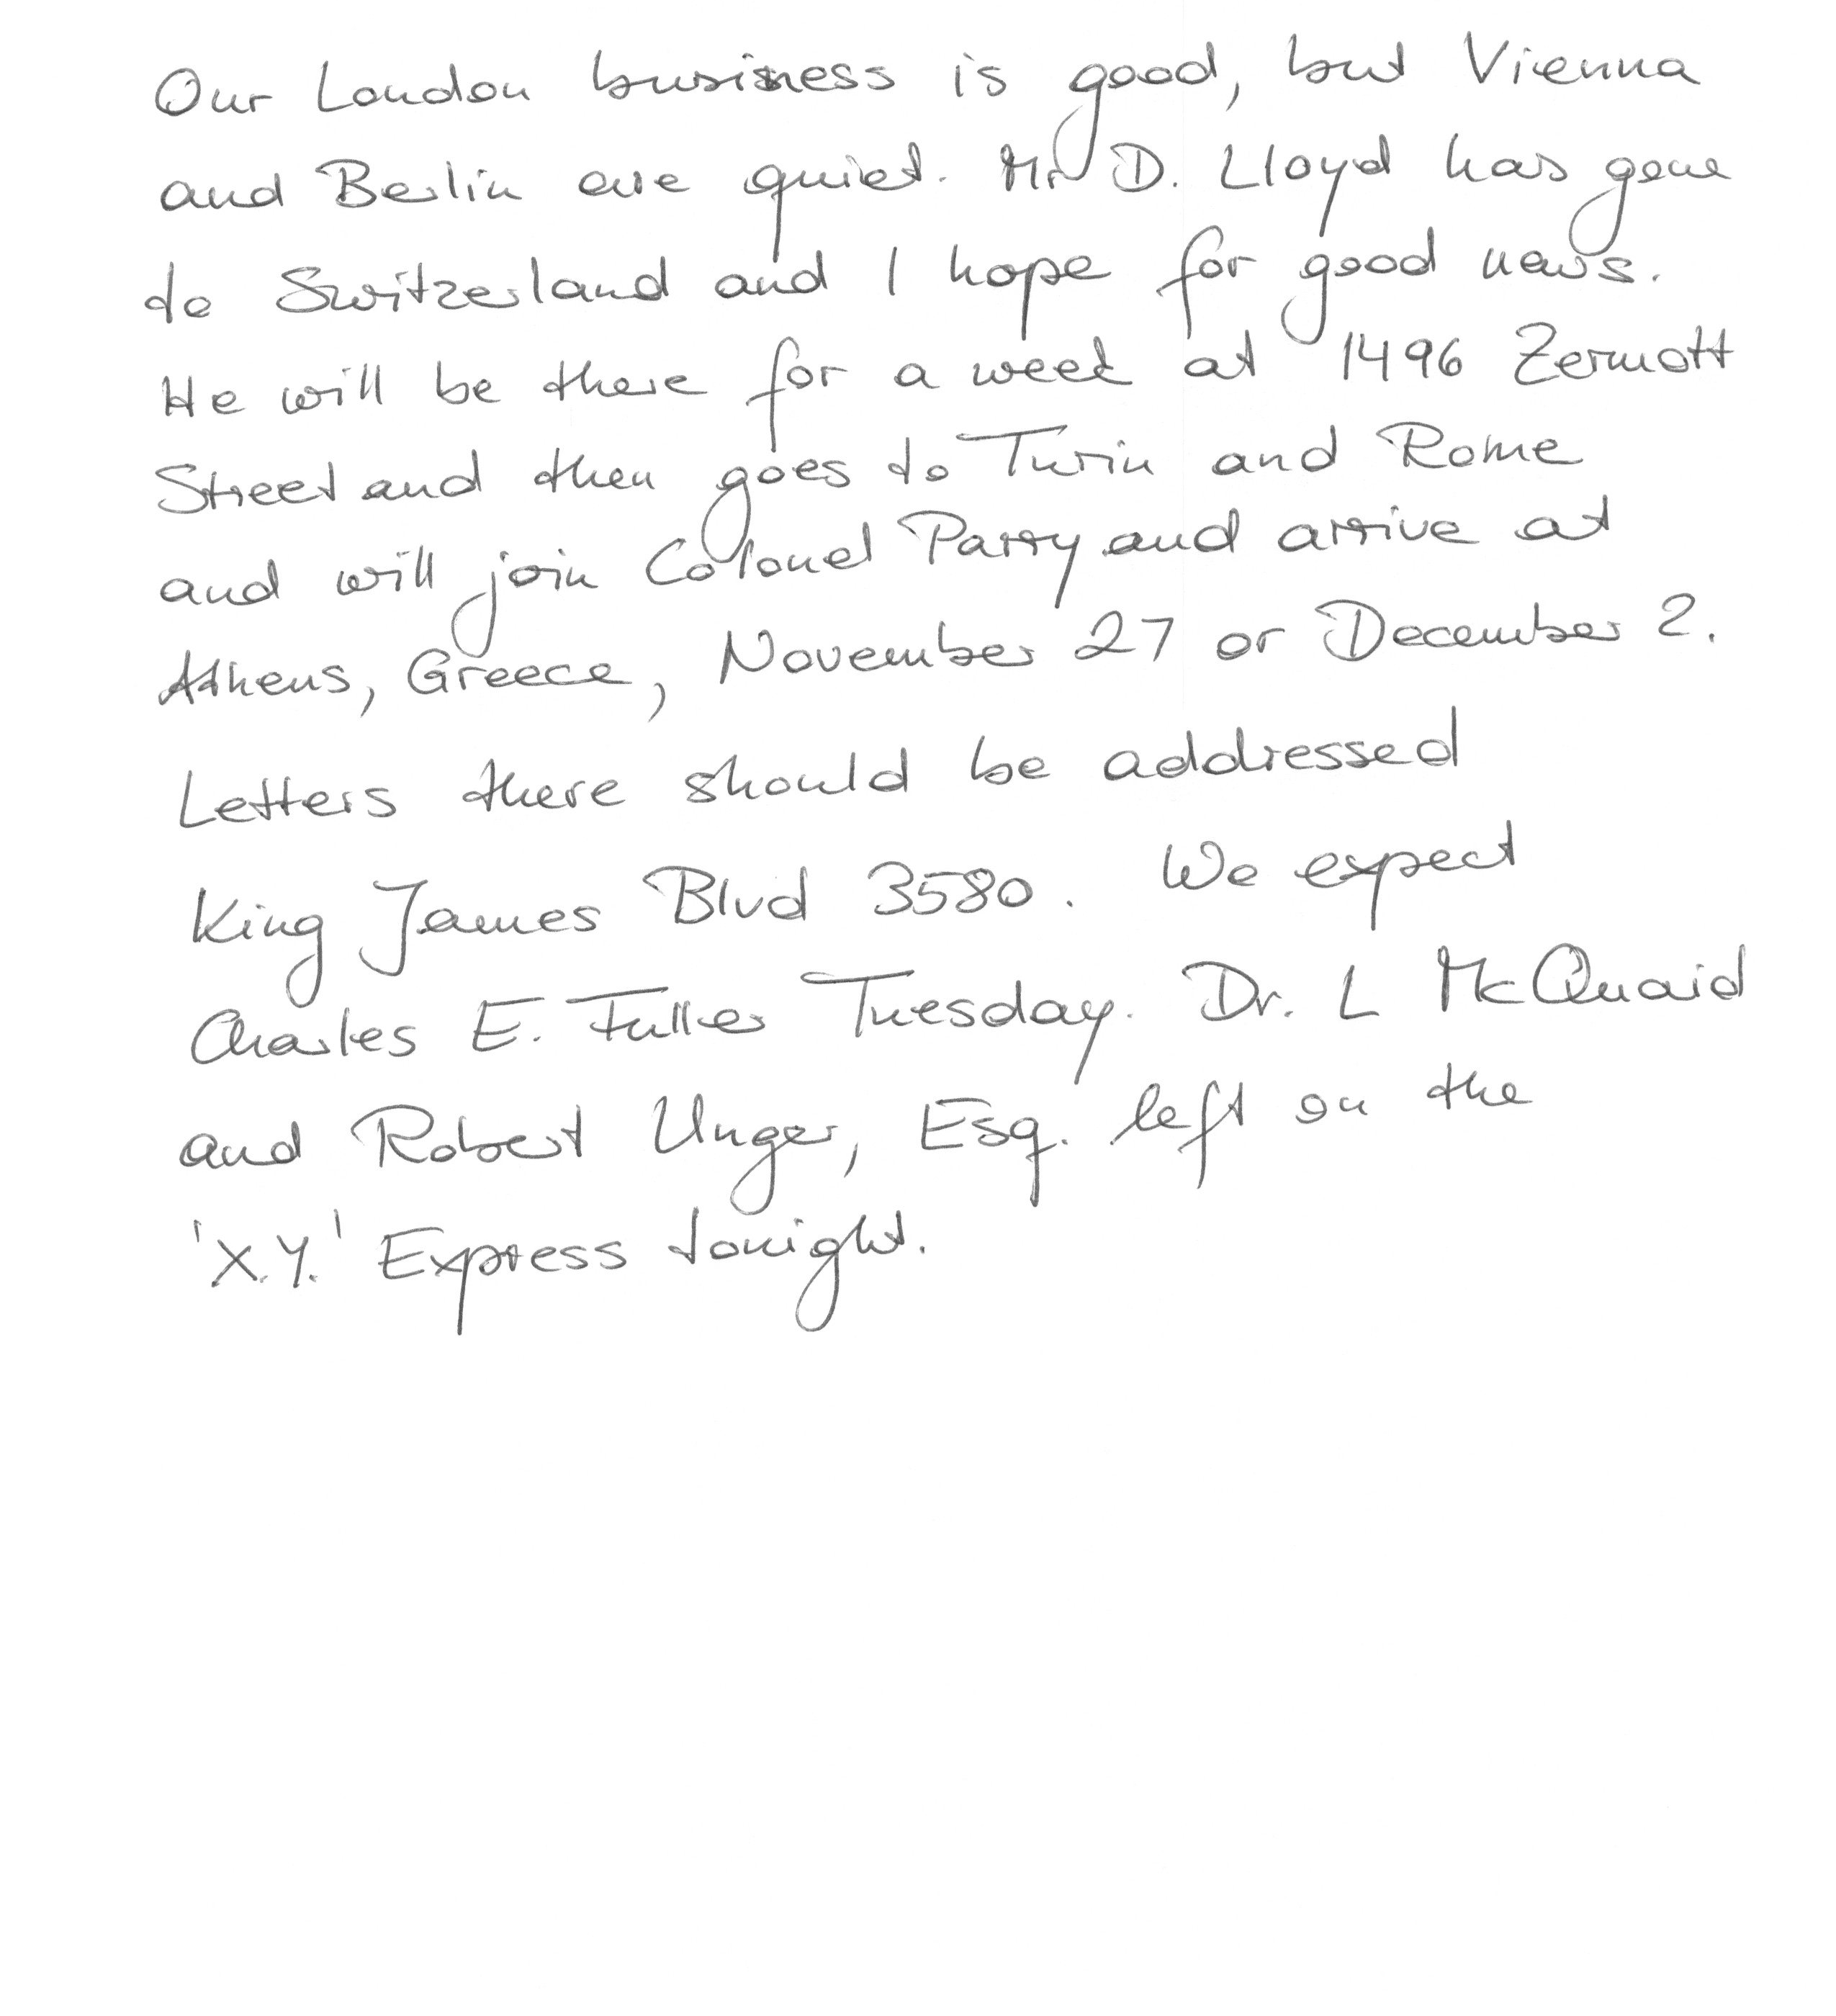 Our London business is good, but Vienna
and Berlin are quiet. Mr D. Lloyd has gone
to Switzerland and I hope for good news.
He will be there for a week at 1496 Zermott
Street and then goes to Turin and Rome
and will join Colonel Parry and arrive at
Athens, Greece, November 27 or December 2.
Letters there should be addressed
King James Blvd 3580. We expect
Charles E. Fuller Tuesday. Dr. L McQuaid
and Robert Unger, Esq. left on the
'X.Y.' Express tonight.